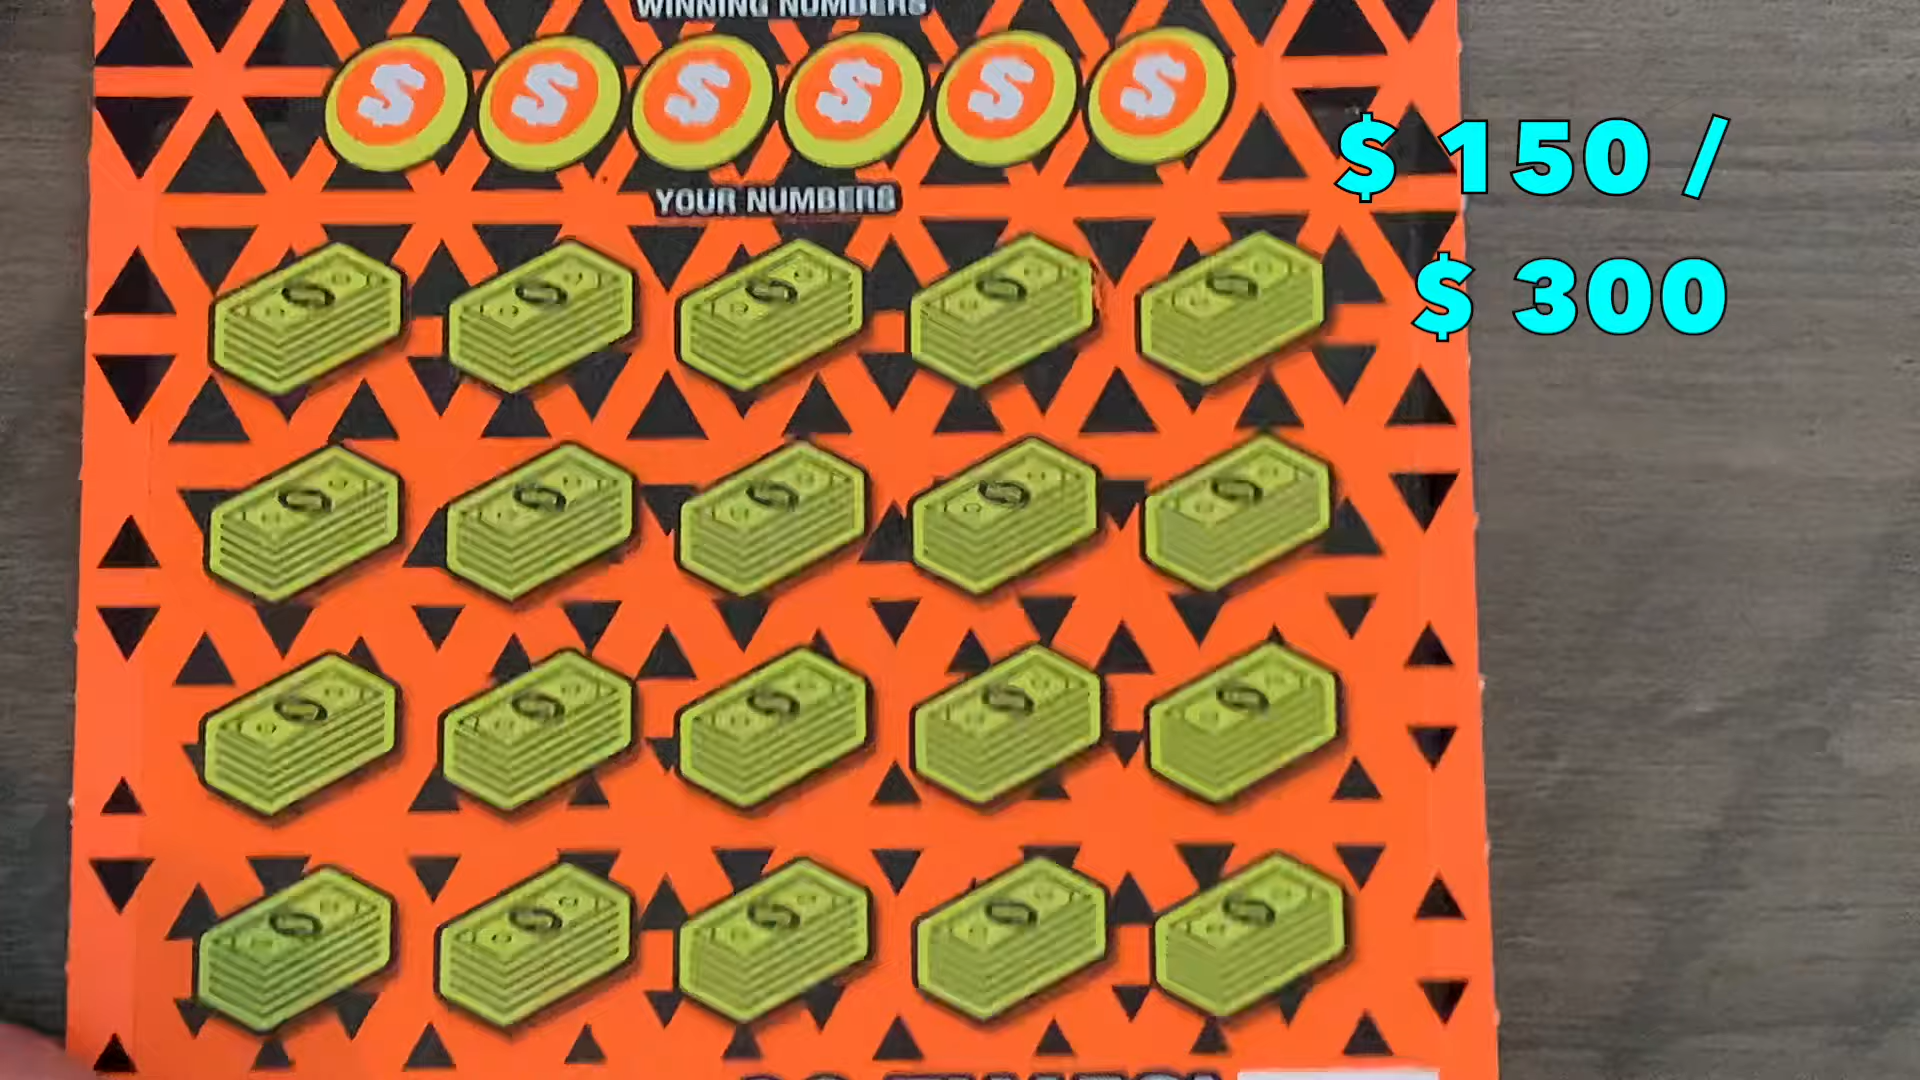 WINNING NUMBERS
$ $ $ $ $ $
YOUR NUMBERS
$ 150 /
$ 300